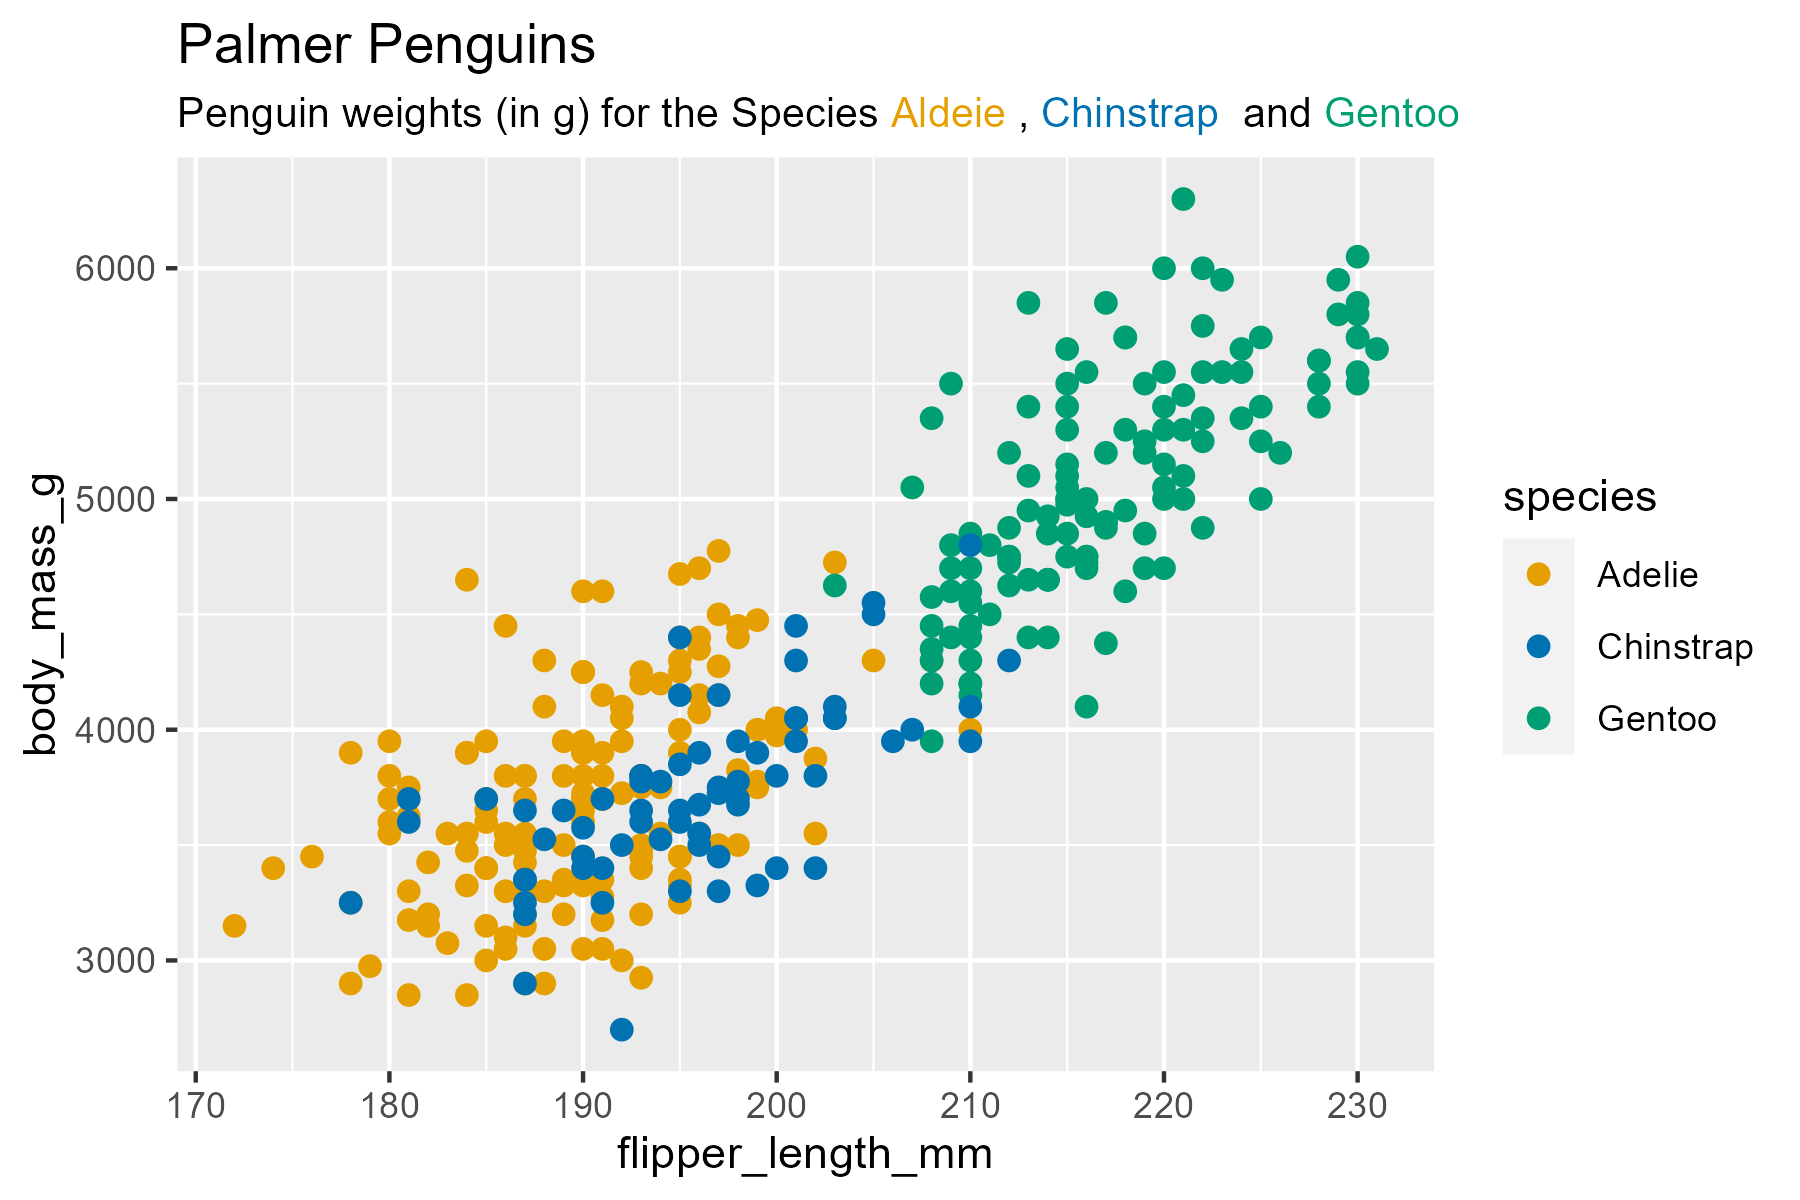 Palmer Penguins
Penguin weights (in g) for the Species Aldeie , Chinstrap  and Gentoo
6000
5000
4000
3000
body_mass_g
170 180 190 200 210 220 230
flipper_length_mm
species
Adelie
Chinstrap
Gentoo